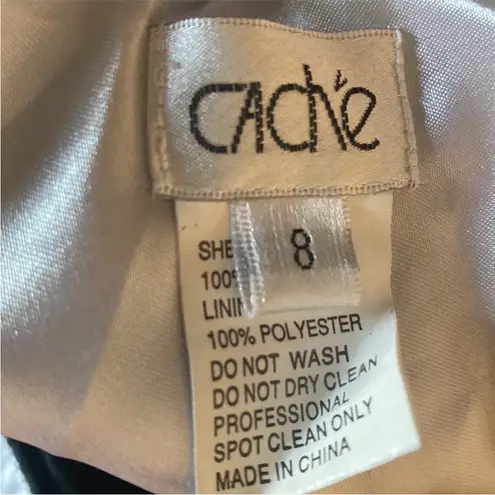 CACHé
8
SHE
100%
LININ
100% POLYESTER
DO NOT WASH
DO NOT DRY CLEAN
PROFESSIONAL
SPOT CLEAN ONLY
MADE IN CHINA